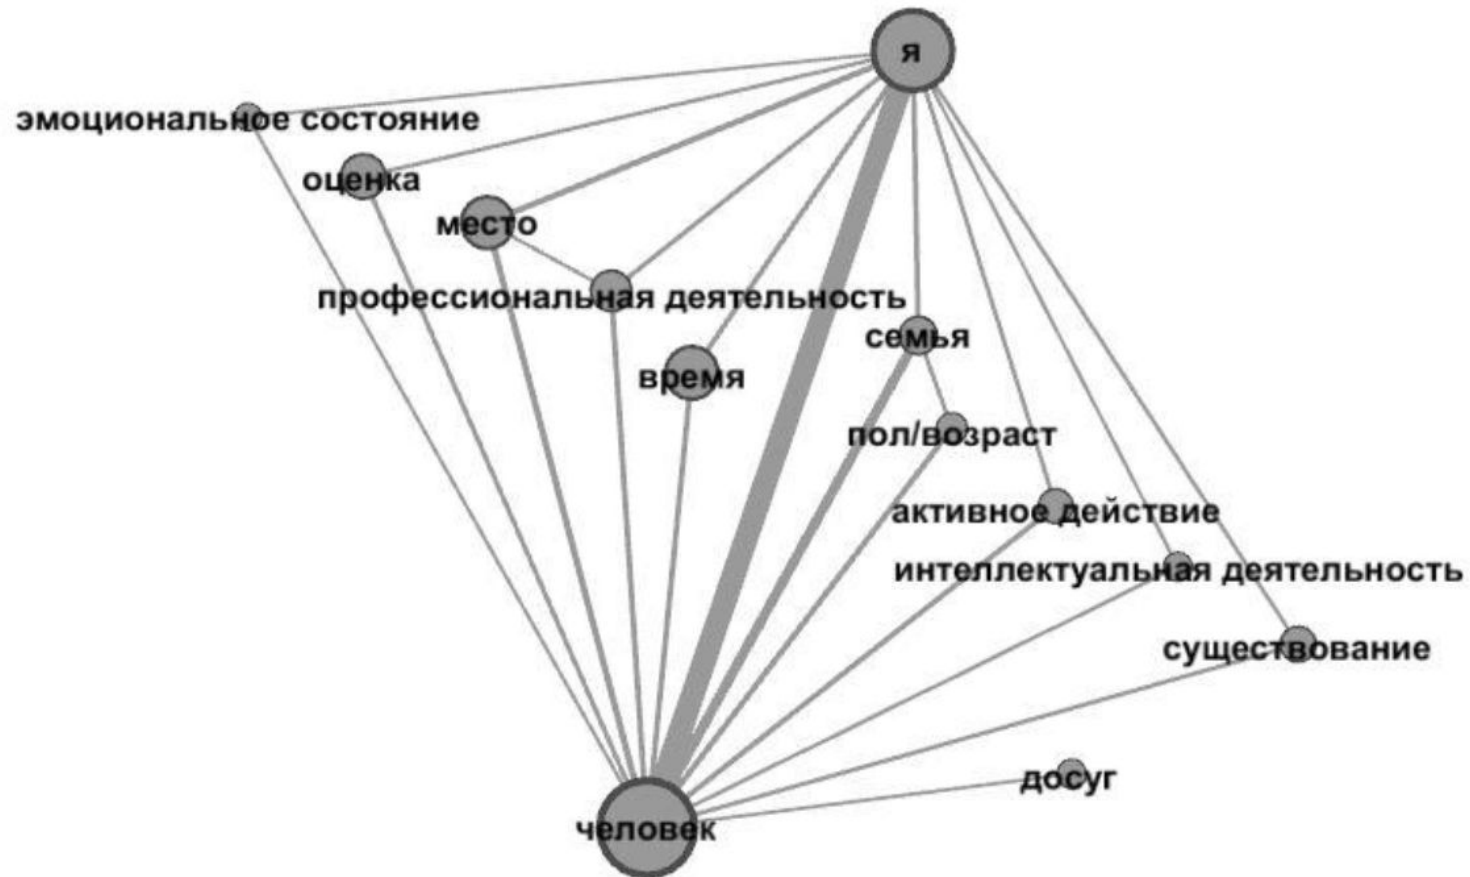 я
эмоциональное состояние
оценка
место
профессиональная деятельность
семья
время
пол/возраст
активное действие
интеллектуальная деятельность
существование
досуг
человек